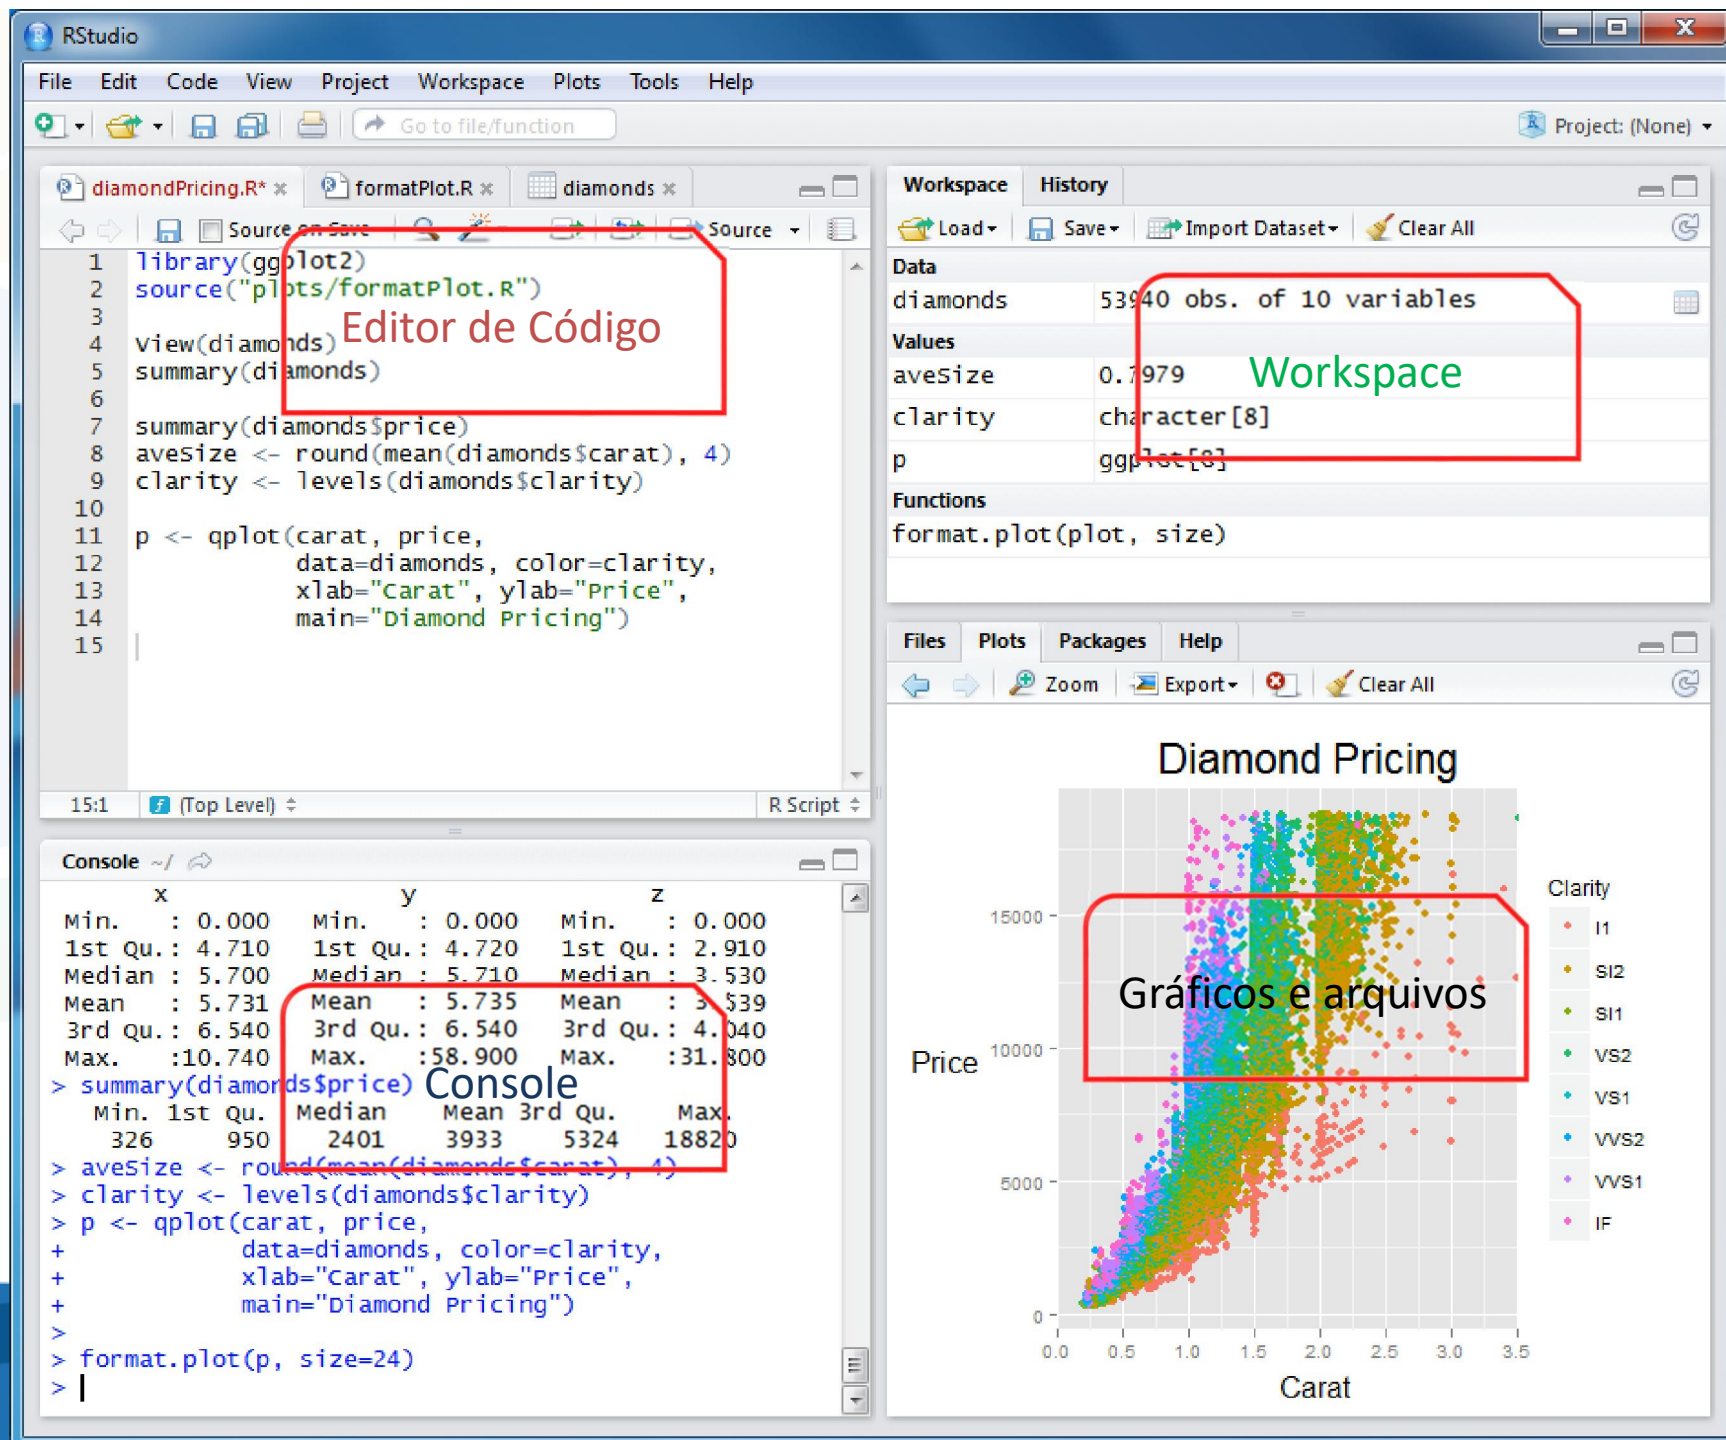 RStudio
File Edit Code View Project Workspace Plots Tools Help
Go to file/function
Project: (None)
diamondPricing.R* formatPlot.R diamonds
Source on Save Source
1 library(ggplot2)
2 source("plots/formatPlot.R")
3
4 View(diamonds)
5 summary(diamonds)
6
7 summary(diamonds$price)
8 aveSize <- round(mean(diamonds$carat), 4)
9 clarity <- levels(diamonds$clarity)
10
11 p <- qplot(carat, price,
12 data=diamonds, color=clarity,
13 xlab="Carat", ylab="Price",
14 main="Diamond Pricing")
15
Editor de Código
15:1 (Top Level) R Script
Console ~/
x y z
Min. : 0.000 Min. : 0.000 Min. : 0.000
1st Qu.: 4.710 1st Qu.: 4.720 1st Qu.: 2.910
Median : 5.700 Median : 5.710 Median : 3.530
Mean : 5.731 Mean : 5.735 Mean : 3.539
3rd Qu.: 6.540 3rd Qu.: 6.540 3rd Qu.: 4.040
Max. :10.740 Max. :58.900 Max. :31.800
> summary(diamonds$price)
Min. 1st Qu. Median Mean 3rd Qu. Max.
326 950 2401 3933 5324 18820
> aveSize <- round(mean(diamonds$carat), 4)
> clarity <- levels(diamonds$clarity)
> p <- qplot(carat, price,
+ data=diamonds, color=clarity,
+ xlab="Carat", ylab="Price",
+ main="Diamond Pricing")
>
> format.plot(p, size=24)
>
Console
Workspace History
Load Save Import Dataset Clear All
Data
diamonds 53940 obs. of 10 variables
Values
aveSize 0.7979
clarity character[8]
p ggplot[8]
Functions
format.plot(plot, size)
Workspace
Files Plots Packages Help
Zoom Export Clear All
Diamond Pricing
Price
15000
10000
5000
0
0.0 0.5 1.0 1.5 2.0 2.5 3.0 3.5
Carat
Clarity
I1
SI2
SI1
VS2
VS1
VVS2
VVS1
IF
Gráficos e arquivos